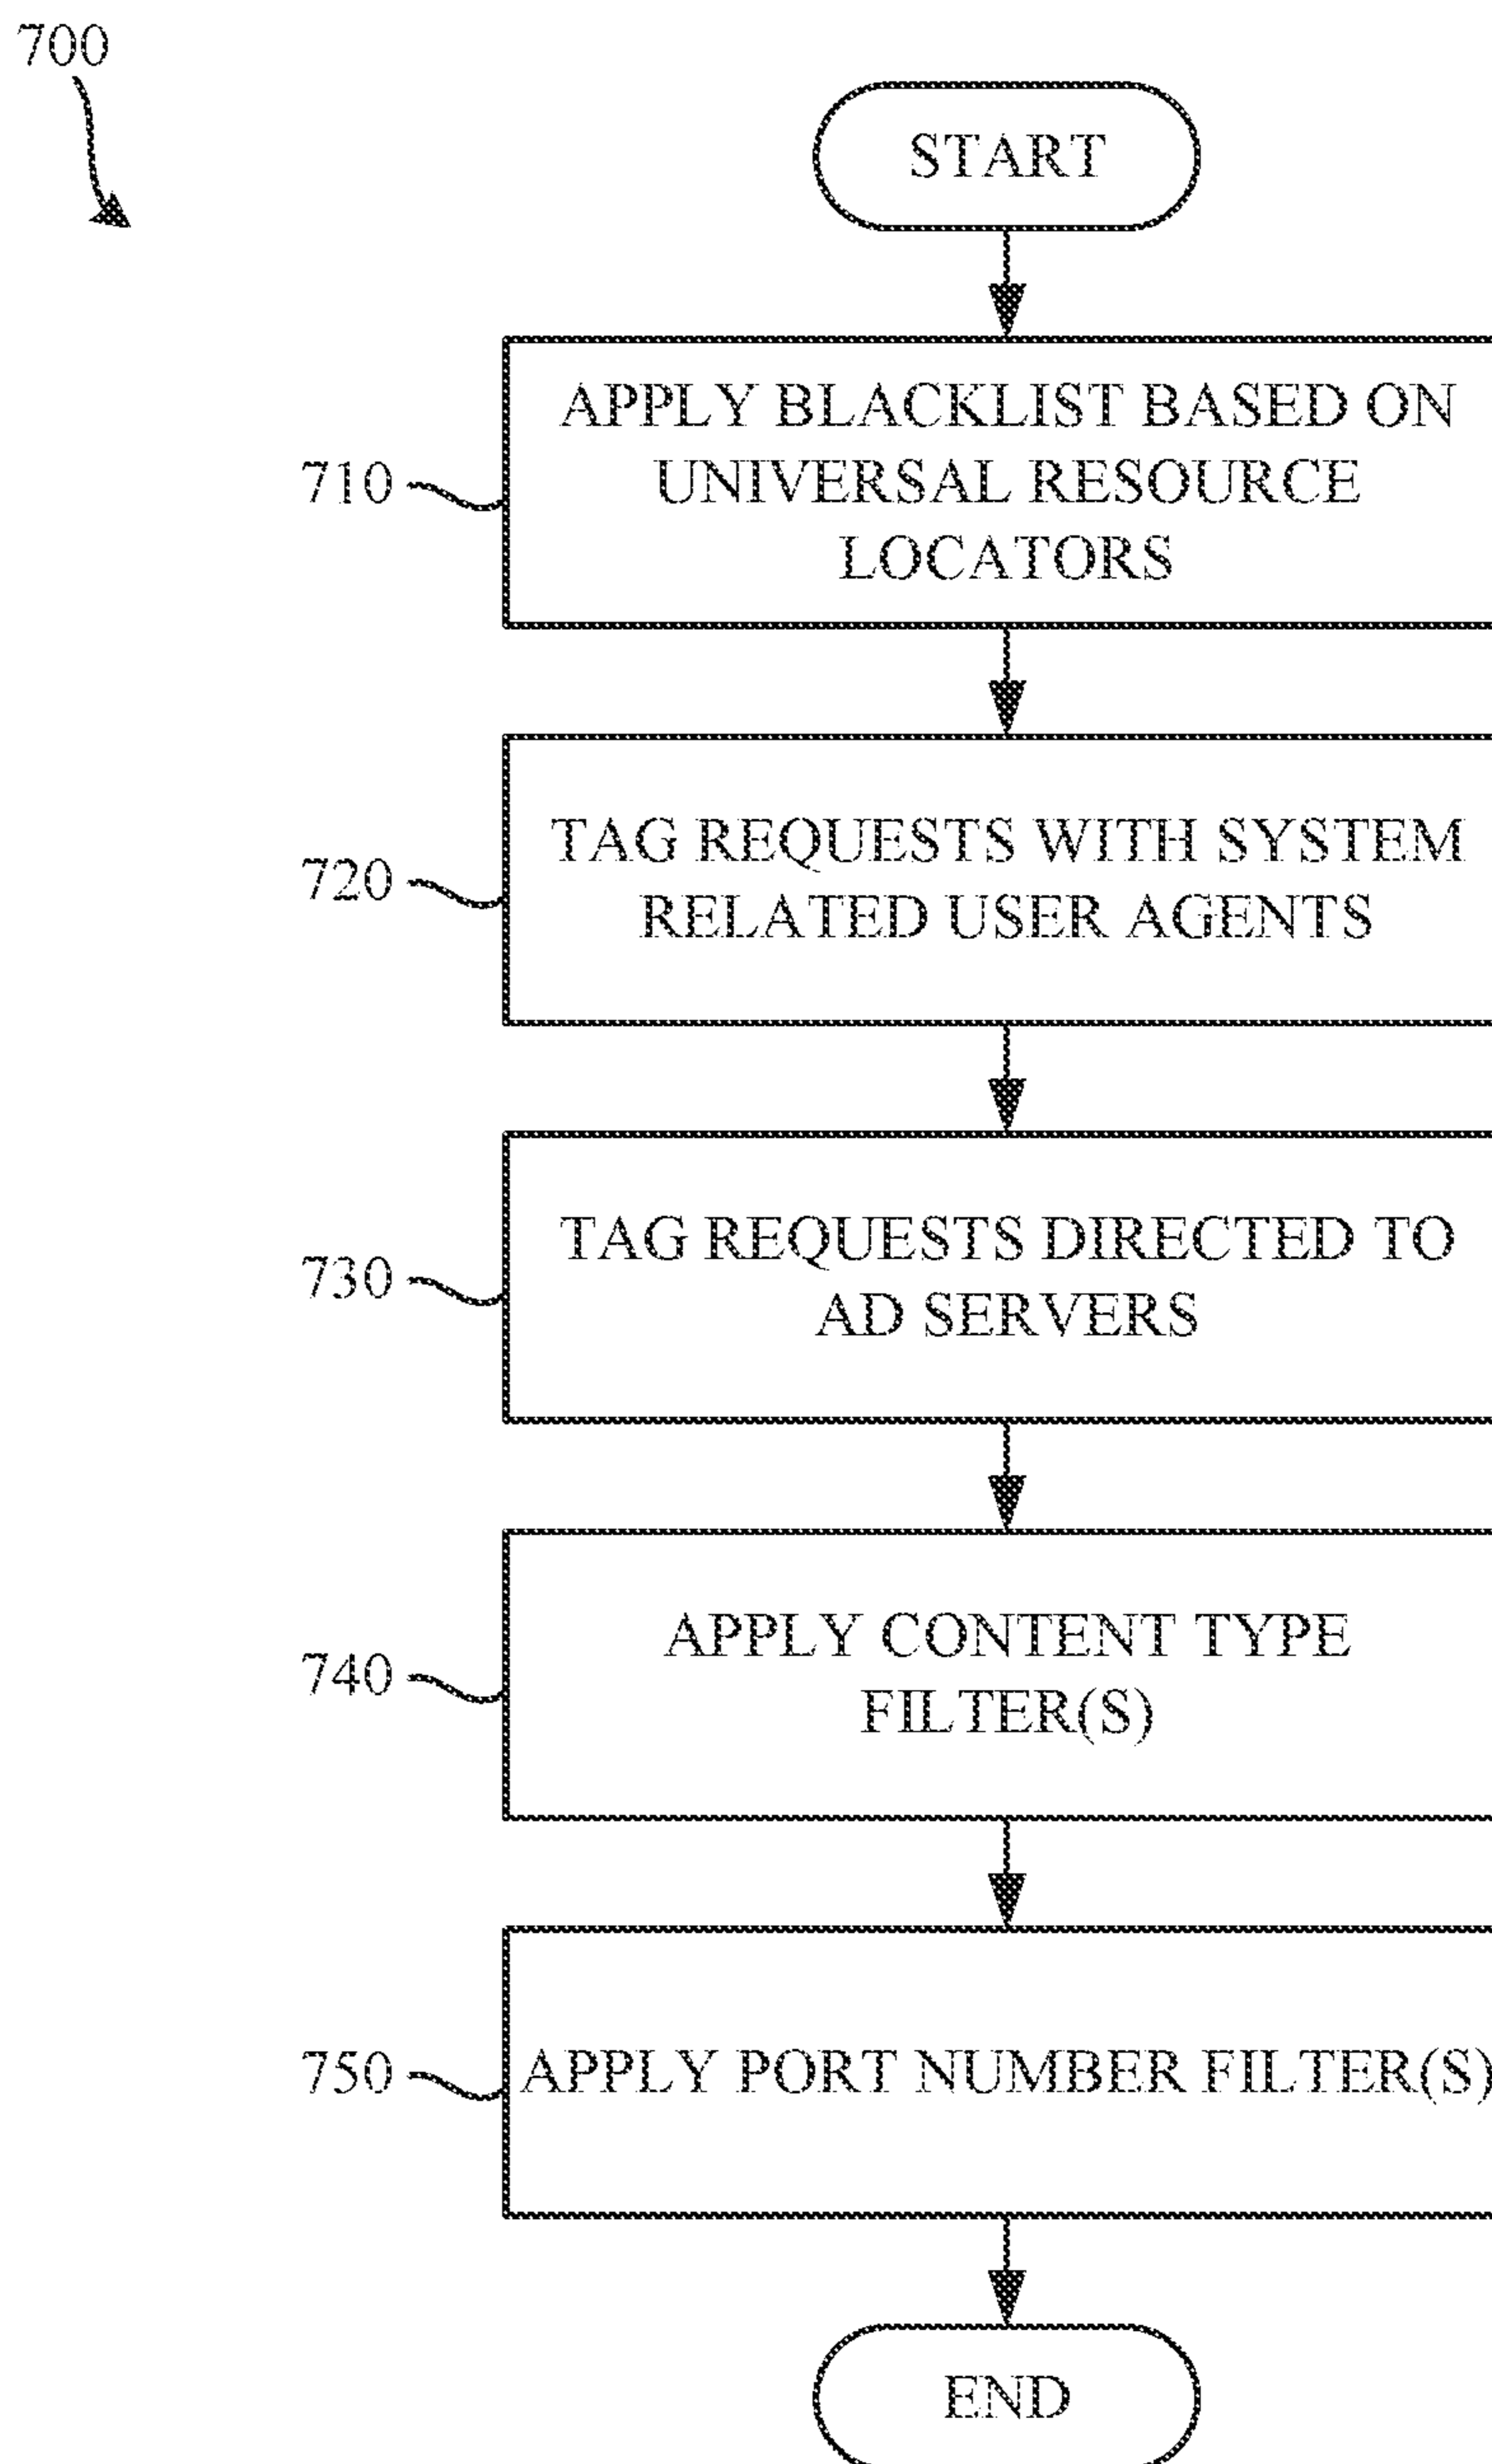 700
START
APPLY BLACKLIST BASED ON
UNIVERSAL RESOURCE
LOCATORS
710
TAG REQUESTS WITH SYSTEM
RELATED USER AGENTS
720
TAG REQUESTS DIRECTED TO
AD SERVERS
730
APPLY CONTENT TYPE
FILTER(S)
740
APPLY PORT NUMBER FILTER(S)
750
END